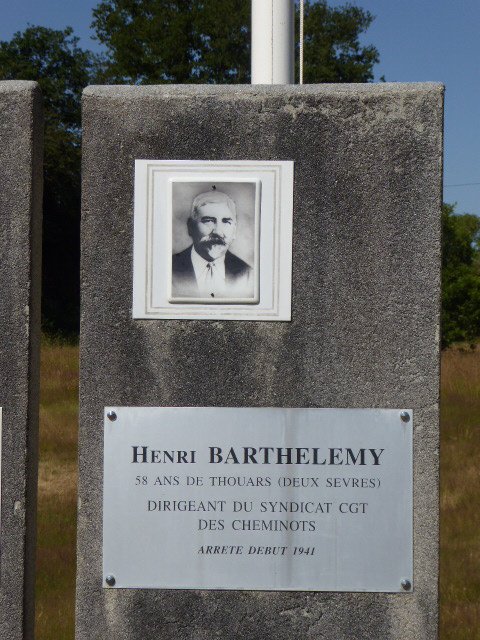 HENRI BARTHELEMY
58 ANS DE THOUARS (DEUX SEVRES)
DIRIGEANT DU SYNDICAT CGT
DES CHEMINOTS
ARRETE DEBUT 1941